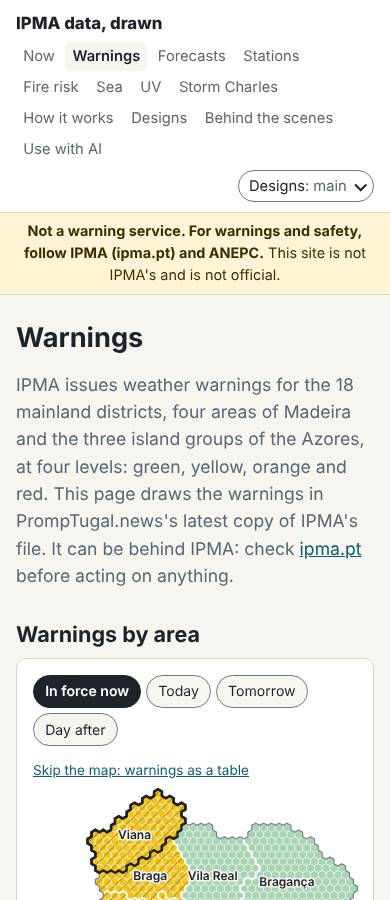 IPMA data, drawn
Now Warnings Forecasts Stations
Fire risk Sea UV Storm Charles
How it works Designs Behind the scenes
Use with AI
Designs: main
Not a warning service. For warnings and safety,
follow IPMA (ipma.pt) and ANEPC. This site is not
IPMA's and is not official.
Warnings
IPMA issues weather warnings for the 18
mainland districts, four areas of Madeira
and the three island groups of the Azores,
at four levels: green, yellow, orange and
red. This page draws the warnings in
PrompTugal.news's latest copy of IPMA's
file. It can be behind IPMA: check ipma.pt
before acting on anything.
Warnings by area
In force now Today Tomorrow
Day after
Skip the map: warnings as a table
Viana
Braga Vila Real Bragança